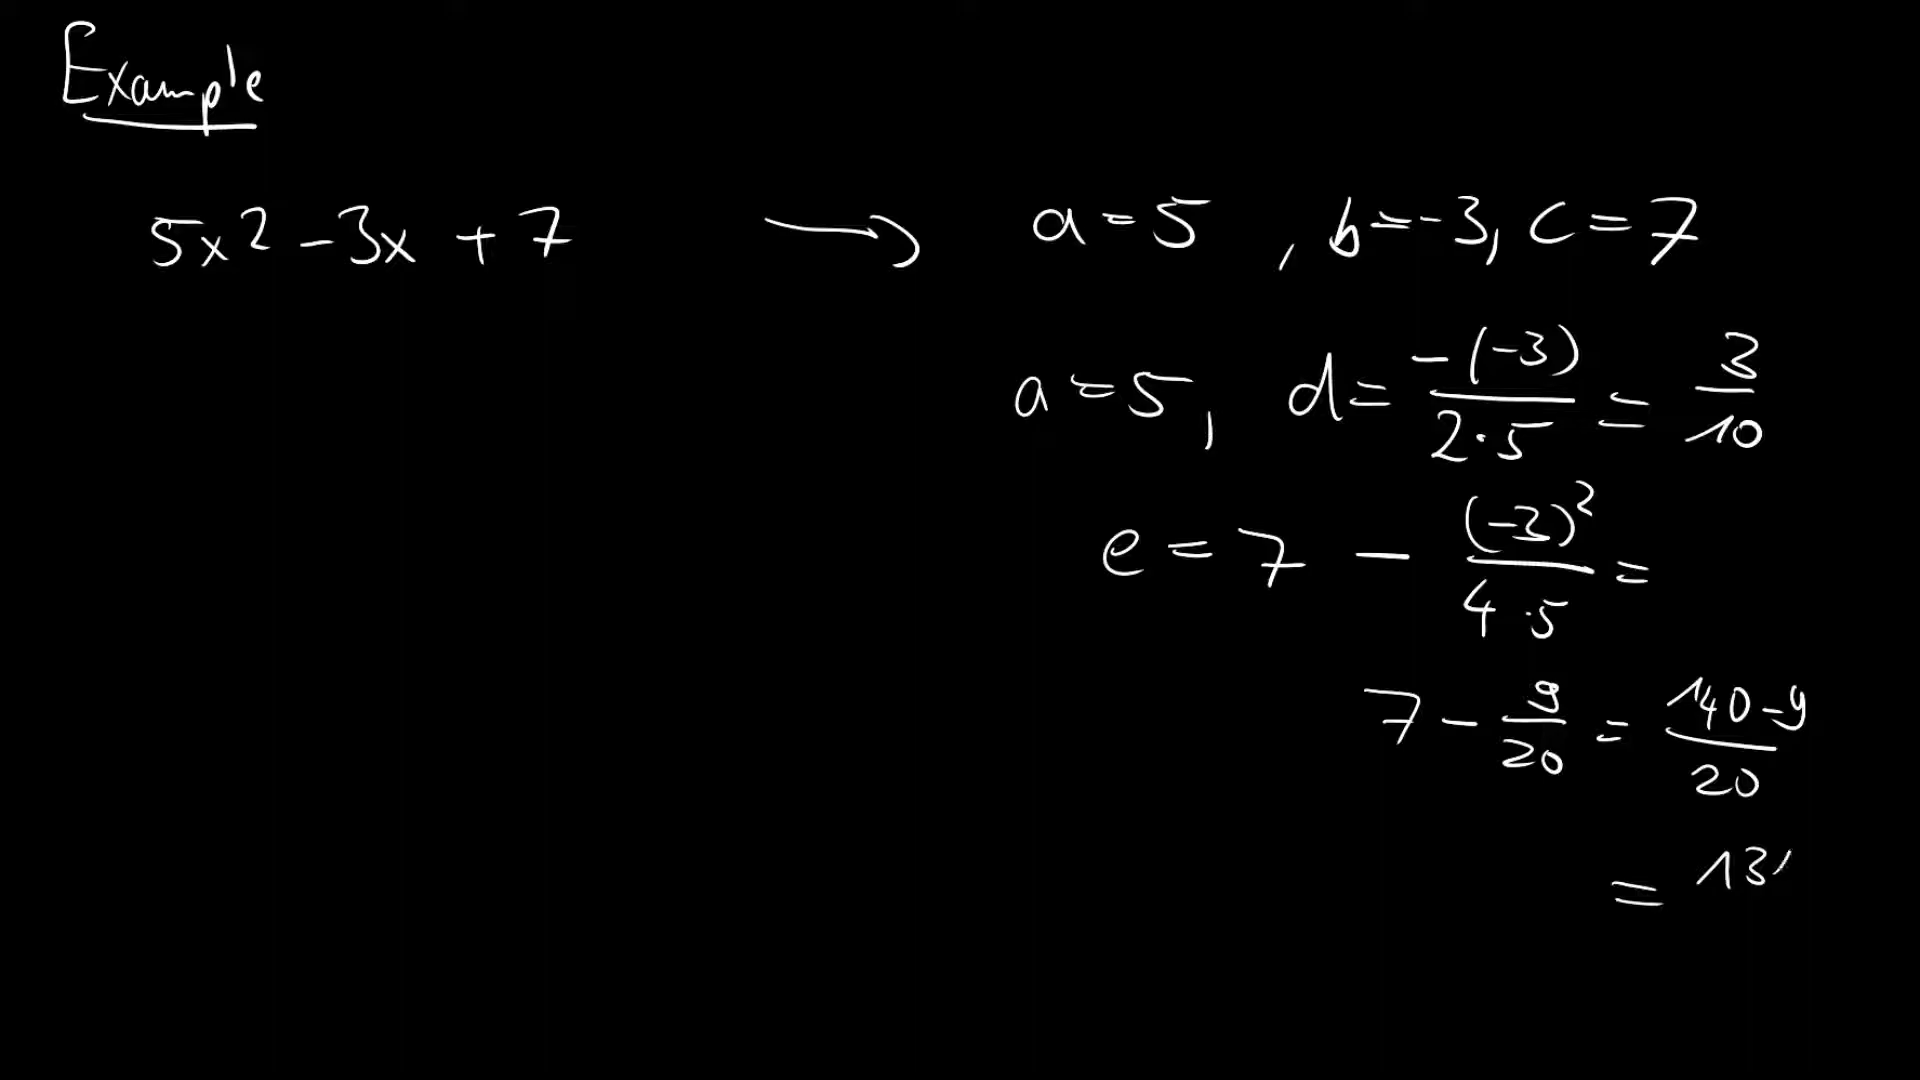 Example
5x² - 3x + 7 → a = 5, b = -3, c = 7
a = 5, d = -(-3)/2·5 = 3/10
e = 7 - (-3)²/4·5 =
7 - 9/20 = 140-9/20
= 13